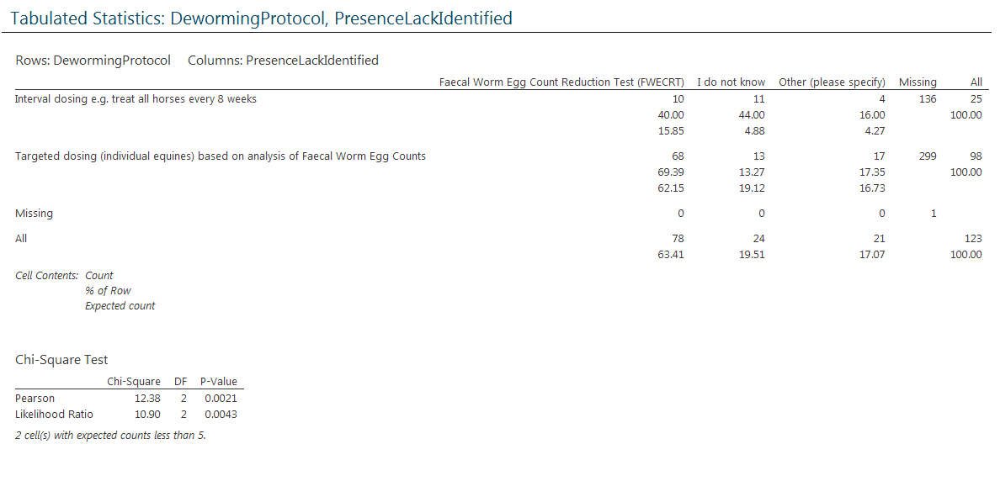 Tabulated Statistics: DewormingProtocol, PresenceLackIdentified
Rows: DewormingProtocol Columns: PresenceLackIdentified
Faecal Worm Egg Count Reduction Test (FWECRT) I do not know Other (please specify) Missing All
Interval dosing e.g. treat all horses every 8 weeks 10 11 4 136 25
40.00 44.00 16.00 100.00
15.85 4.88 4.27
Targeted dosing (individual equines) based on analysis of Faecal Worm Egg Counts 68 13 17 299 98
69.39 13.27 17.35 100.00
62.15 19.12 16.73
Missing 0 0 0 1
All 78 24 21 123
63.41 19.51 17.07 100.00
Cell Contents: Count
% of Row
Expected count
Chi-Square Test
Chi-Square DF P-Value
Pearson 12.38 2 0.0021
Likelihood Ratio 10.90 2 0.0043
2 cell(s) with expected counts less than 5.